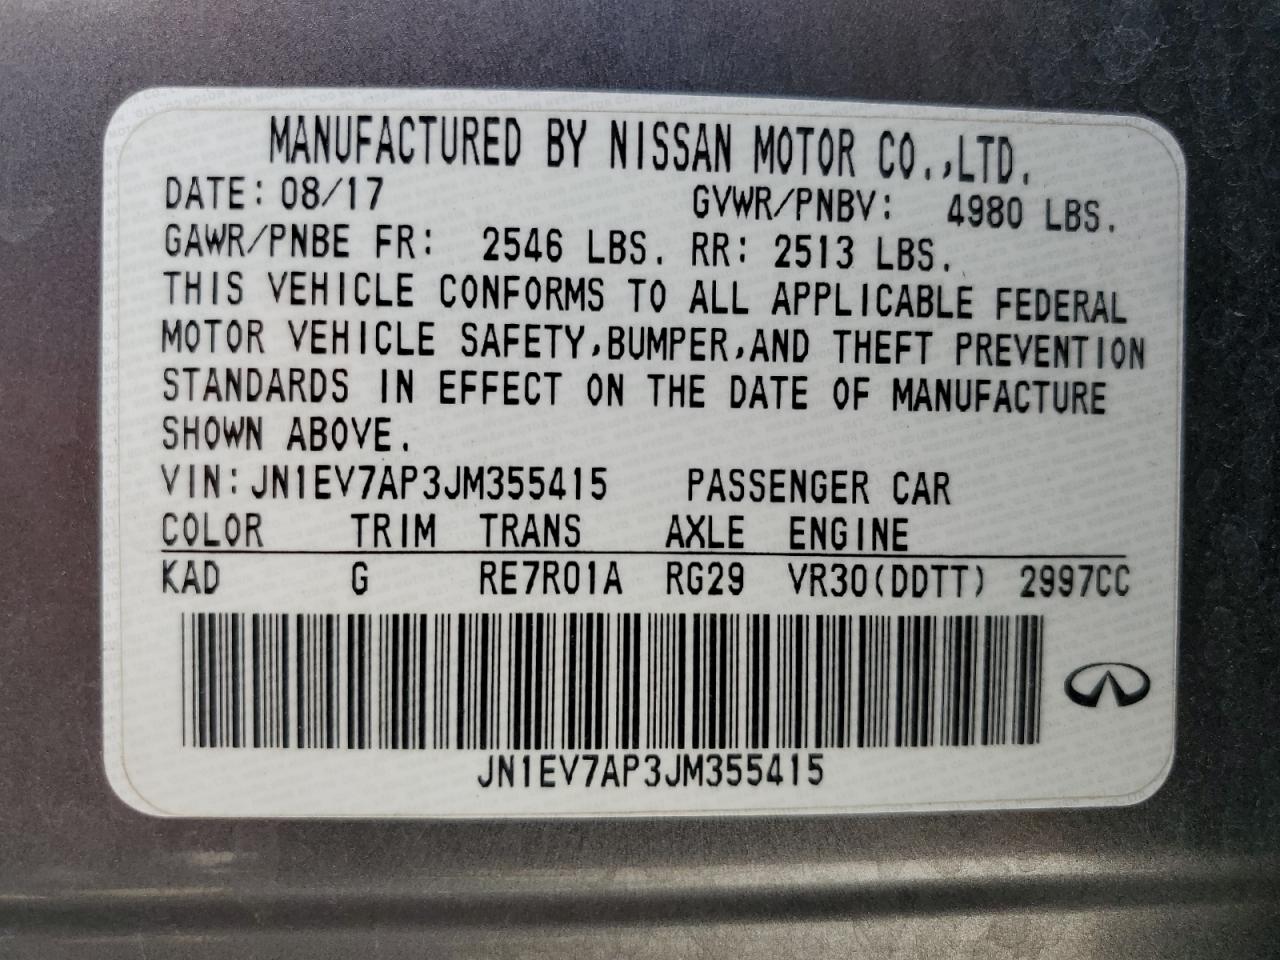 MANUFACTURED BY NISSAN MOTOR CO.,LTD.
DATE: 08/17 GVWR/PNBV: 4980 LBS.
GAWR/PNBE FR: 2546 LBS. RR: 2513 LBS.
THIS VEHICLE CONFORMS TO ALL APPLICABLE FEDERAL
MOTOR VEHICLE SAFETY,BUMPER,AND THEFT PREVENTION
STANDARDS IN EFFECT ON THE DATE OF MANUFACTURE
SHOWN ABOVE.
VIN:JN1EV7AP3JM355415 PASSENGER CAR
COLOR TRIM TRANS AXLE ENGINE
KAD G RE7R01A RG29 VR30(DDTT) 2997CC
JN1EV7AP3JM355415